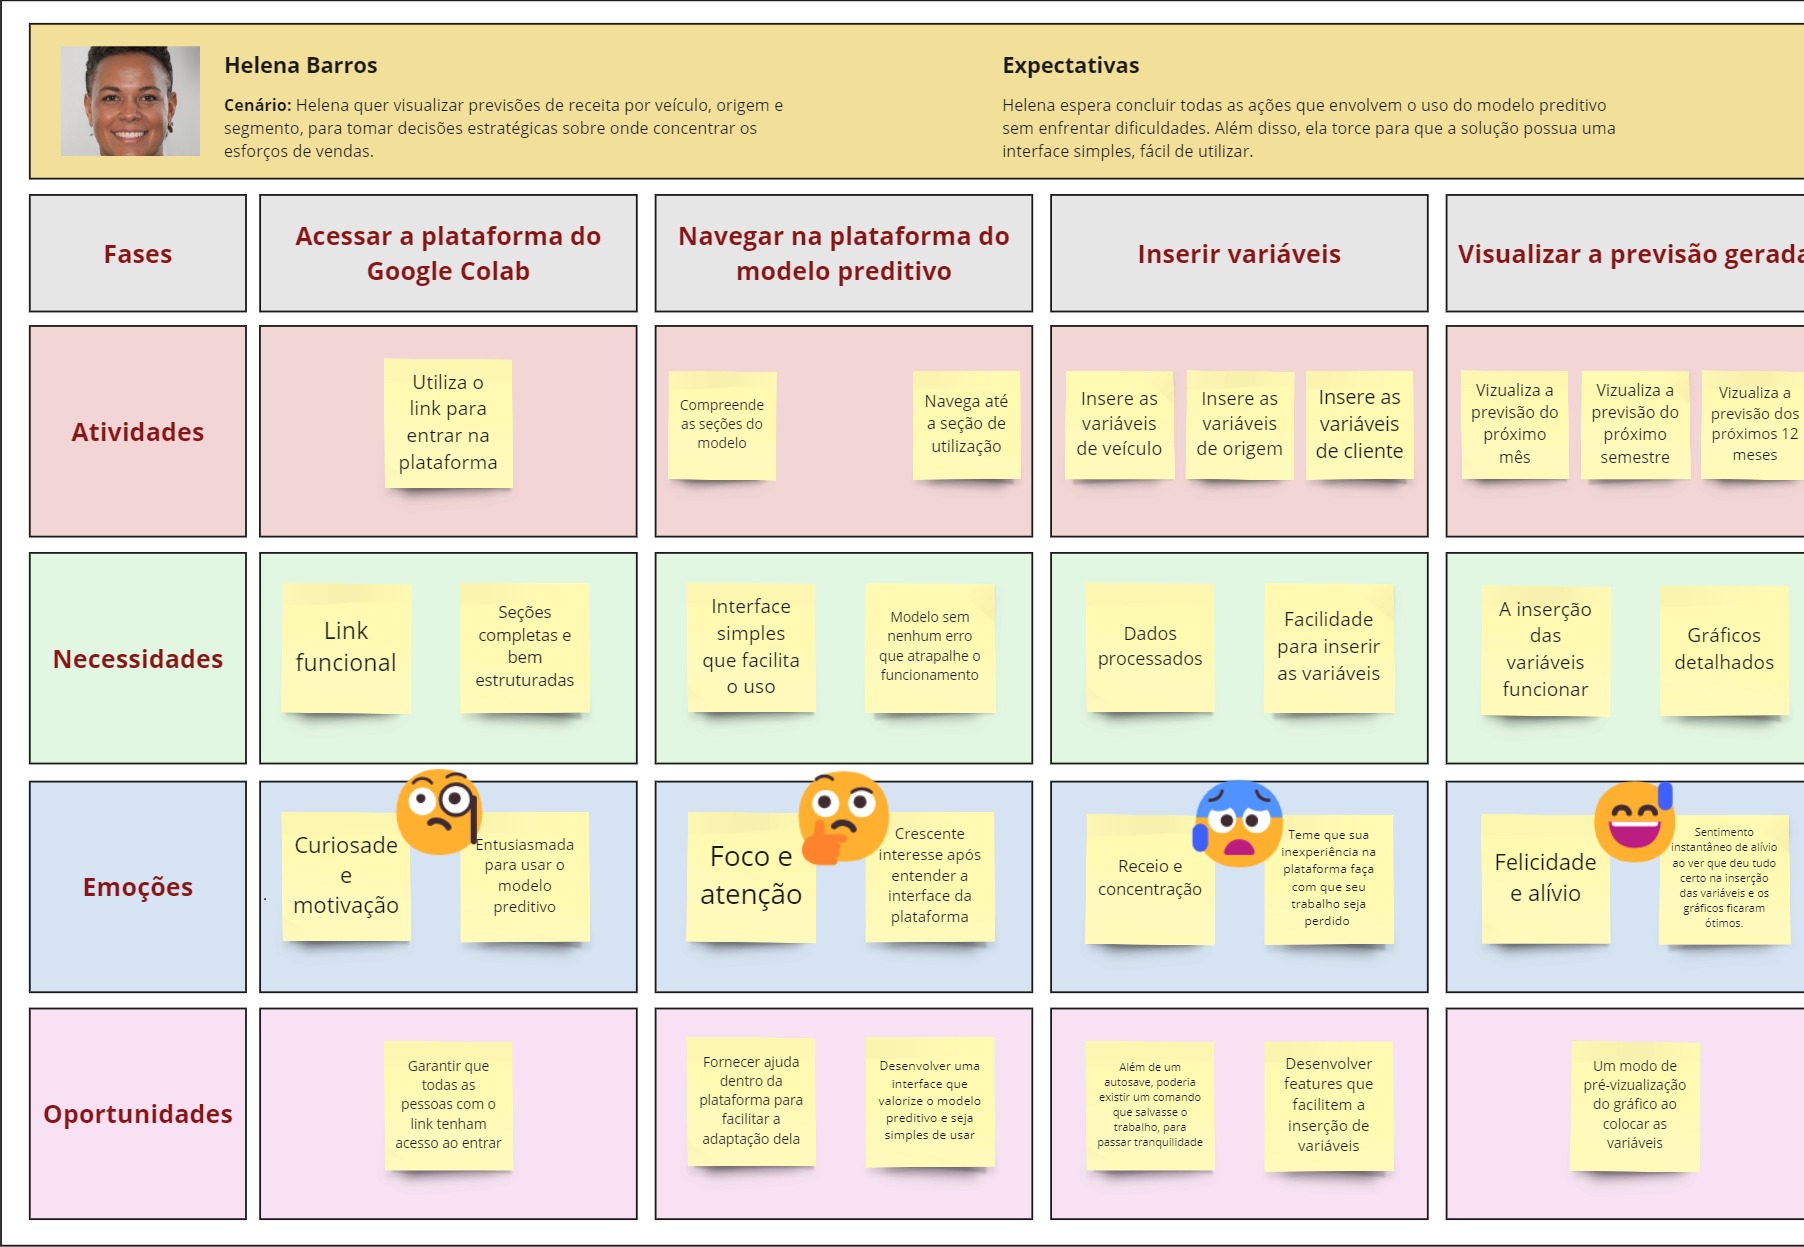 Helena Barros
Cenário: Helena quer visualizar previsões de receita por veículo, origem e
segmento, para tomar decisões estratégicas sobre onde concentrar os
esforços de vendas.
Expectativas
Helena espera concluir todas as ações que envolvem o uso do modelo preditivo
sem enfrentar dificuldades. Além disso, ela torce para que a solução possua uma
interface simples, fácil de utilizar.
Fases
Acessar a plataforma do
Google Colab
Navegar na plataforma do
modelo preditivo
Inserir variáveis
Visualizar a previsão gerada
Atividades
Utiliza o
link para
entrar na
plataforma
Compreende
as seções do
modelo
Navega até
a seção de
utilização
Insere as
variáveis
de veículo
Insere as
variáveis
de origem
Insere as
variáveis
de cliente
Vizualiza a
previsão do
próximo
mês
Vizualiza a
previsão do
próximo
semestre
Vizualiza a
previsão dos
próximos 12
meses
Necessidades
Link
funcional
Seções
completas e
bem
estruturadas
Interface
simples
que facilita
o uso
Modelo sem
nenhum erro
que atrapalhe o
funcionamento
Dados
processados
Facilidade
para inserir
as variáveis
A inserção
das
variáveis
funcionar
Gráficos
detalhados
Emoções
Curiosade
e
motivação
Entusiasmada
para usar o
modelo
preditivo
Foco e
atenção
Crescente
interesse após
entender a
interface da
plataforma
Receio e
concentração
Teme que sua
inexperiência na
plataforma faça
com que seu
trabalho seja
perdido
Felicidade
e alívio
Sentimento
instantâneo de alívio
ao ver que deu tudo
certo na inserção
das variáveis e os
gráficos ficaram
ótimos.
Oportunidades
Garantir que
todas as
pessoas com o
link tenham
acesso ao entrar
Fornecer ajuda
dentro da
plataforma para
facilitar a
adaptação dela
Desenvolver uma
interface que
valorize o modelo
preditivo e seja
simples de usar
Além de um
autosave, poderia
existir um comando
que salvasse o
trabalho, para
passar tranquilidade
Desenvolver
features que
facilitem a
inserção de
variáveis
Um modo de
pré-vizualização
do gráfico ao
colocar as
variáveis